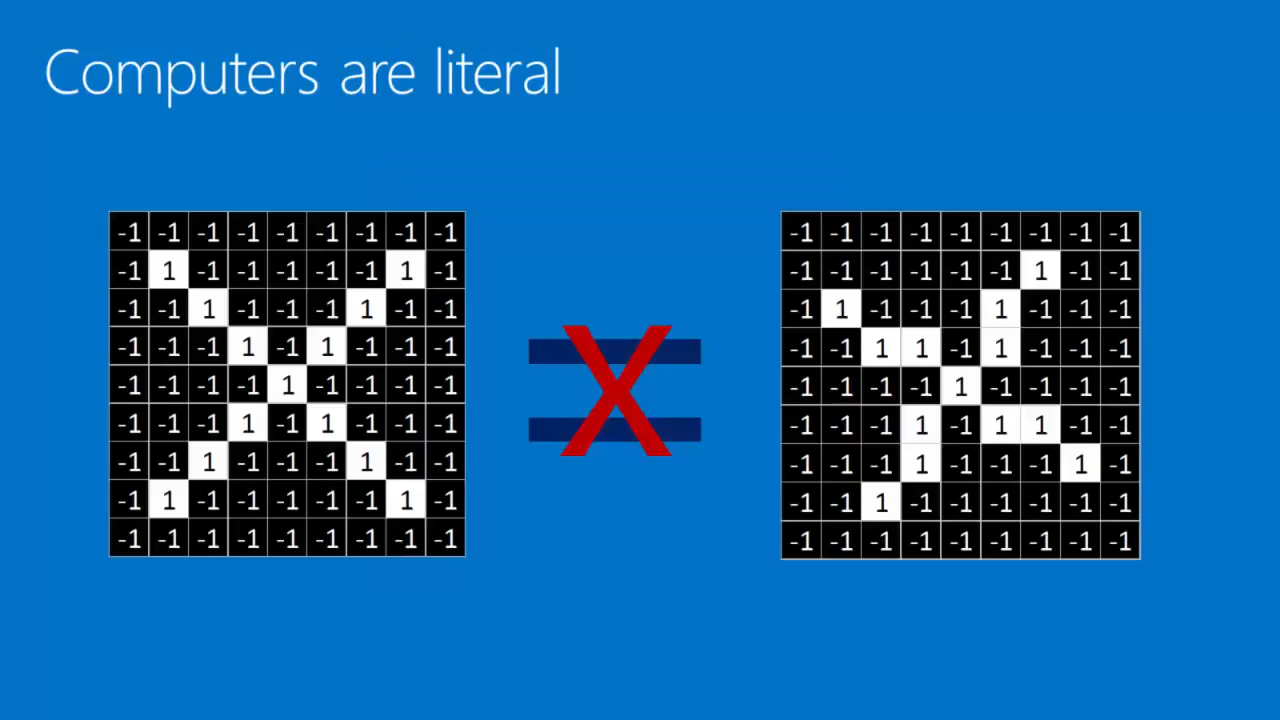 Computers are literal
-1 -1 -1 -1 -1 -1 -1 -1 -1
-1 1 -1 -1 -1 -1 -1 1 -1
-1 -1 1 -1 -1 -1 1 -1 -1
-1 -1 -1 1 -1 1 -1 -1 -1
-1 -1 -1 -1 1 -1 -1 -1 -1
-1 -1 -1 1 -1 1 -1 -1 -1
-1 -1 1 -1 -1 -1 1 -1 -1
-1 1 -1 -1 -1 -1 -1 1 -1
-1 -1 -1 -1 -1 -1 -1 -1 -1
X
-1 -1 -1 -1 -1 -1 -1 -1 -1
-1 -1 -1 -1 -1 -1 1 -1 -1
-1 1 -1 -1 -1 1 -1 -1 -1
-1 -1 1 1 -1 1 -1 -1 -1
-1 -1 -1 -1 1 -1 -1 -1 -1
-1 -1 -1 1 -1 1 1 -1 -1
-1 -1 -1 1 -1 -1 -1 1 -1
-1 -1 1 -1 -1 -1 -1 -1 -1
-1 -1 -1 -1 -1 -1 -1 -1 -1